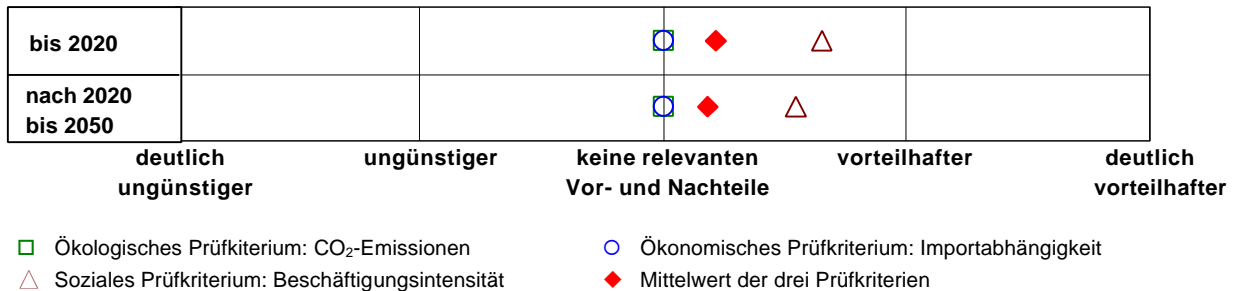 bis 2020
nach 2020
bis 2050
deutlich ungünstiger keine relevanten vorteilhafter deutlich
ungünstiger Vor- und Nachteile vorteilhafter
Ökologisches Prüfkiterium: CO₂-Emissionen Ökonomisches Prüfkriterium: Importabhängigkeit
Soziales Prüfkriterium: Beschäftigungsintensität Mittelwert der drei Prüfkriterien